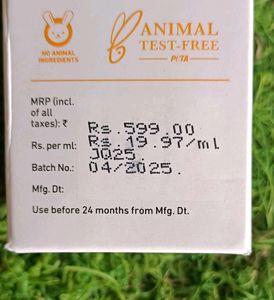 NO ANIMAL
INGREDIENTS
ANIMAL
TEST-FREE
PETA
MRP (incl.
of all
taxes): ₹ Rs.599.00
Rs. per ml: Rs.19.97/ml
Batch No.: JQ25.
Mfg. Dt: 04/2025.
Use before 24 months from Mfg. Dt.